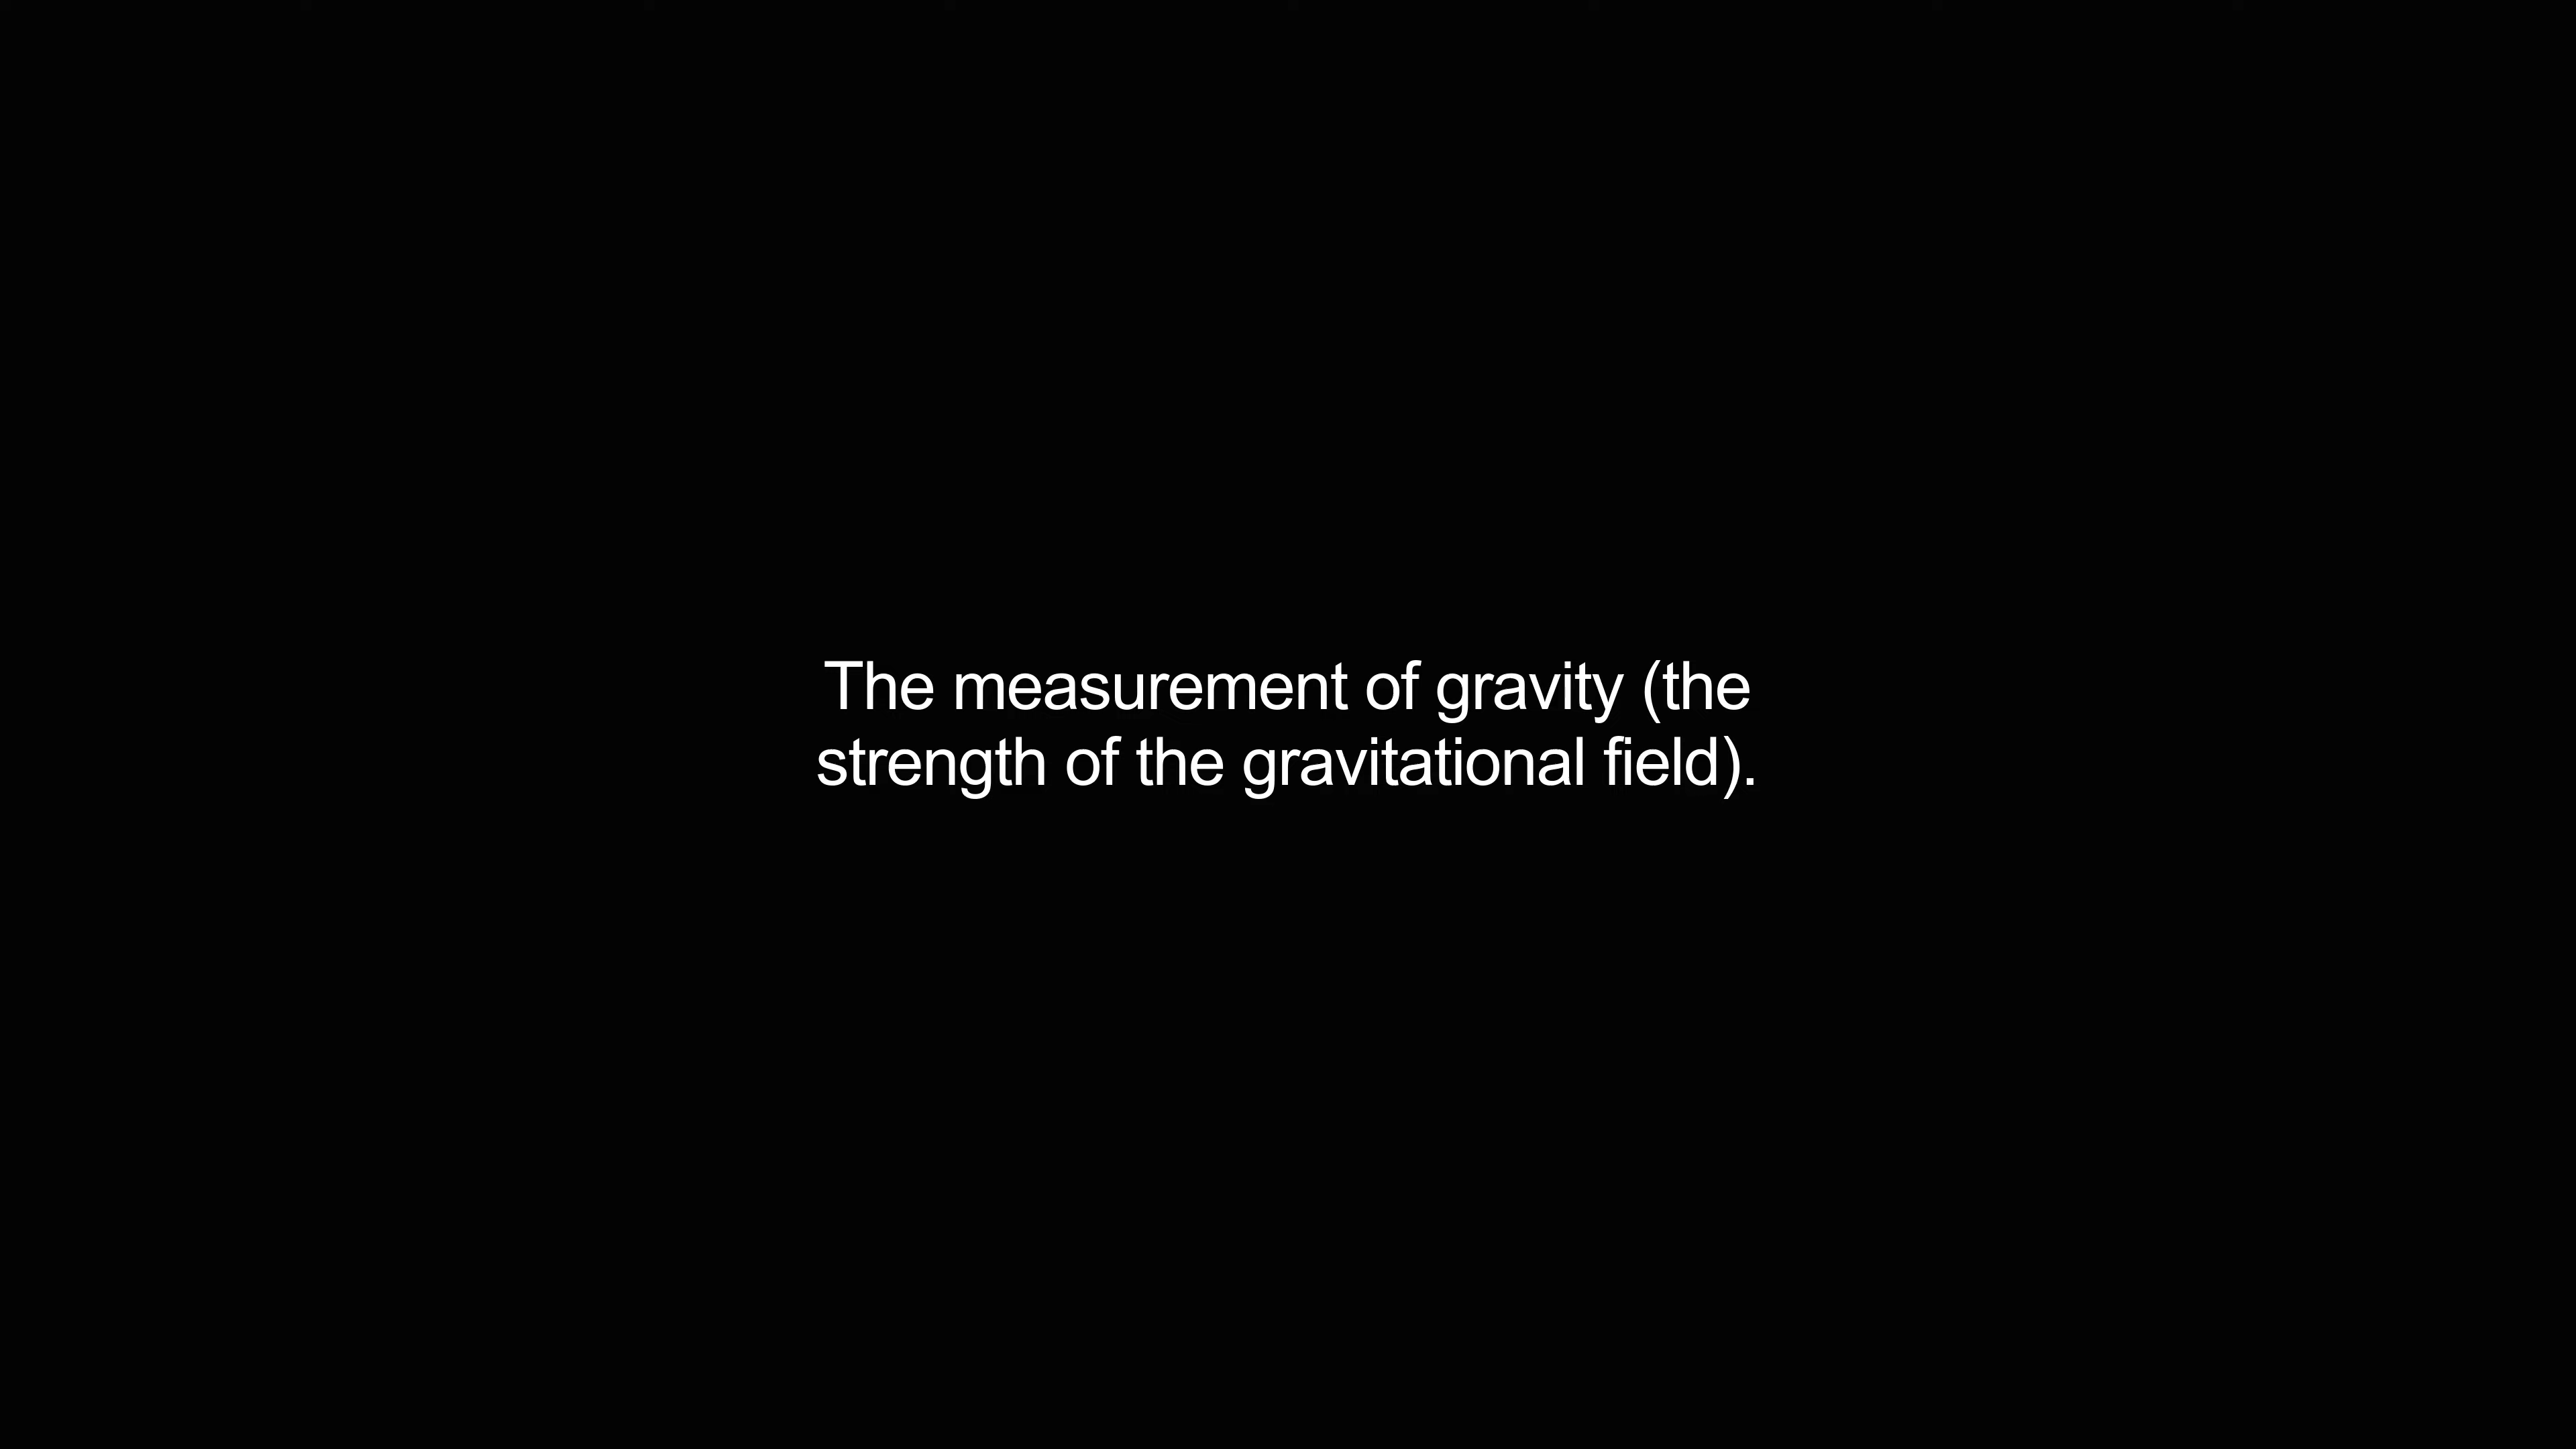 The measurement of gravity (the
strength of the gravitational field).